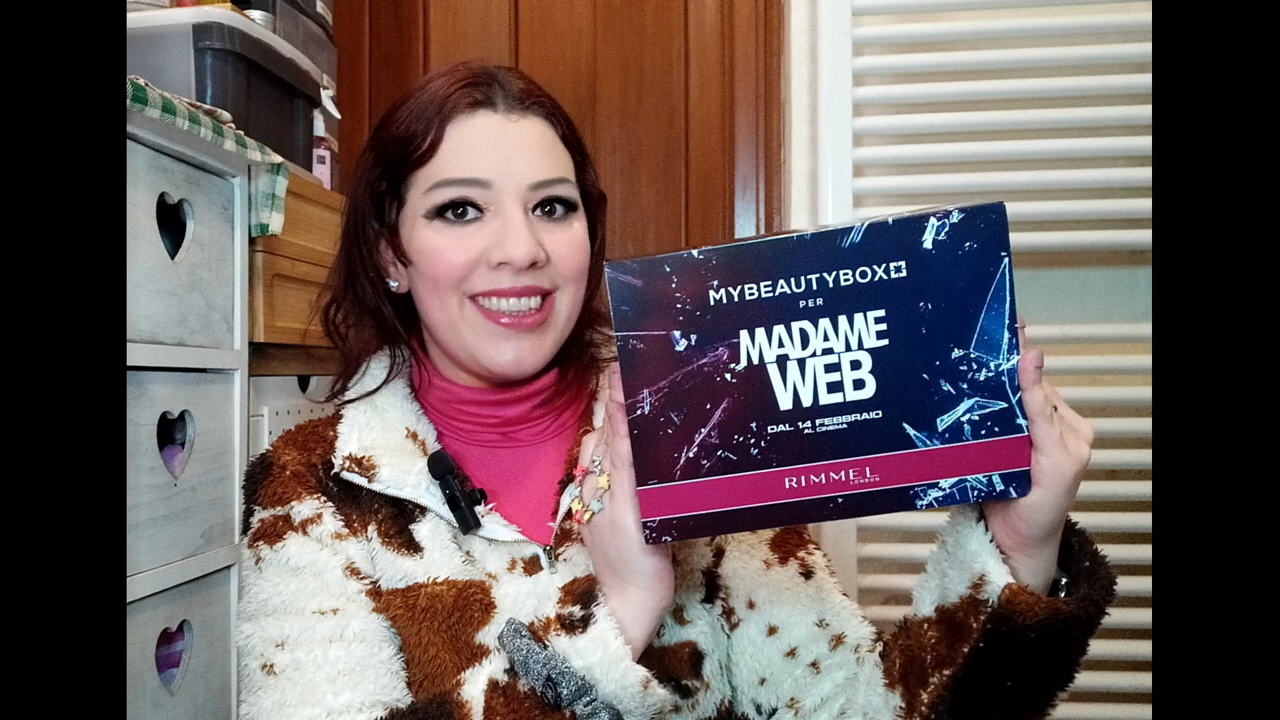 MYBEAUTYBOX
PER
MADAME
WEB
DAL 14 FEBBRAIO
AL CINEMA
RIMMEL
LONDON